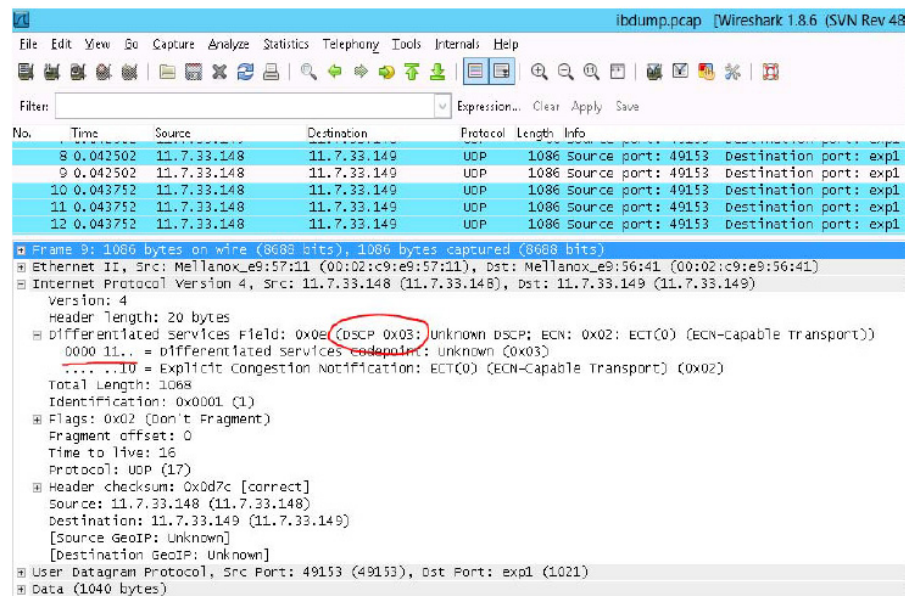 ibdump.pcap [Wireshark 1.8.6 (SVN Rev 48
File Edit View Go Capture Analyze Statistics Telephony Tools Internals Help
Filter: Expression... Clear Apply Save
No. Time Source Destination Protocol Length Info
8 0.042502 11.7.33.148 11.7.33.149 UDP 1086 Source port: 49153 Destination port: exp1
9 0.042502 11.7.33.148 11.7.33.149 UDP 1086 Source port: 49153 Destination port: exp1
10 0.043752 11.7.33.148 11.7.33.149 UDP 1086 Source port: 49153 Destination port: exp1
11 0.043752 11.7.33.148 11.7.33.149 UDP 1086 Source port: 49153 Destination port: exp1
12 0.043752 11.7.33.148 11.7.33.149 UDP 1086 Source port: 49153 Destination port: exp1
Frame 9: 1086 bytes on wire (8688 bits), 1086 bytes captured (8688 bits)
Ethernet II, Src: Mellanox_e9:57:11 (00:02:c9:e9:57:11), Dst: Mellanox_e9:56:41 (00:02:c9:e9:56:41)
Internet Protocol Version 4, Src: 11.7.33.148 (11.7.33.148), Dst: 11.7.33.149 (11.7.33.149)
Version: 4
Header length: 20 bytes
Differentiated Services Field: 0x0e (DSCP 0x03: Unknown DSCP; ECN: 0x02: ECT(0) (ECN-Capable Transport))
0000 11.. = Differentiated Services Codepoint: Unknown (0x03)
.... ..10 = Explicit Congestion Notification: ECT(0) (ECN-Capable Transport) (0x02)
Total Length: 1068
Identification: 0x0001 (1)
Flags: 0x02 (Don't Fragment)
Fragment offset: 0
Time to live: 16
Protocol: UDP (17)
Header checksum: 0x0d7c [correct]
Source: 11.7.33.148 (11.7.33.148)
Destination: 11.7.33.149 (11.7.33.149)
[Source GeoIP: Unknown]
[Destination GeoIP: Unknown]
User Datagram Protocol, Src Port: 49153 (49153), Dst Port: exp1 (1021)
Data (1040 bytes)